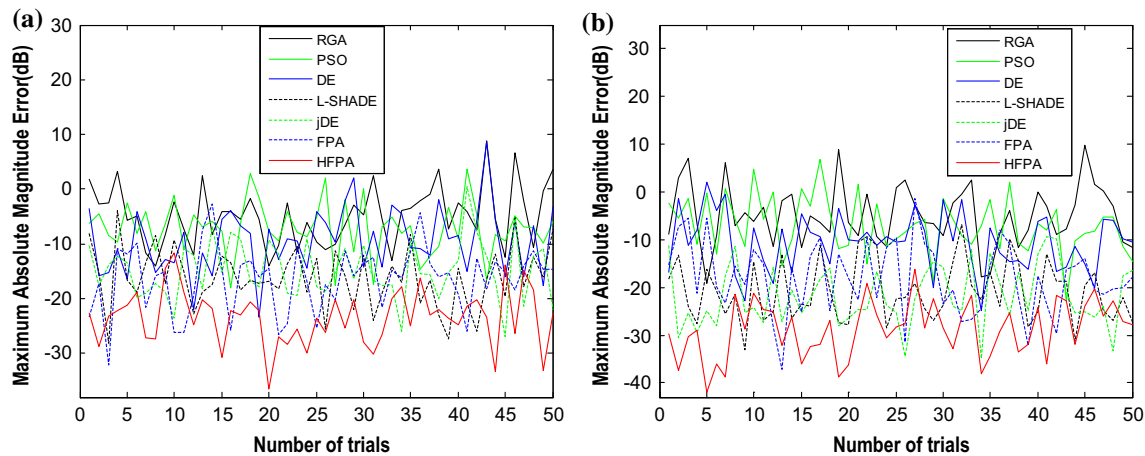 (a)
Maximum Absolute Magnitude Error(dB)
30
20
10
0
-10
-20
-30
0 5 10 15 20 25 30 35 40 45 50
Number of trials
RGA
PSO
DE
L-SHADE
jDE
FPA
HFPA
(b)
Maximum Absolute Magnitude Error(dB)
30
20
10
0
-10
-20
-30
-40
0 5 10 15 20 25 30 35 40 45 50
Number of trials
RGA
PSO
DE
L-SHADE
jDE
FPA
HFPA